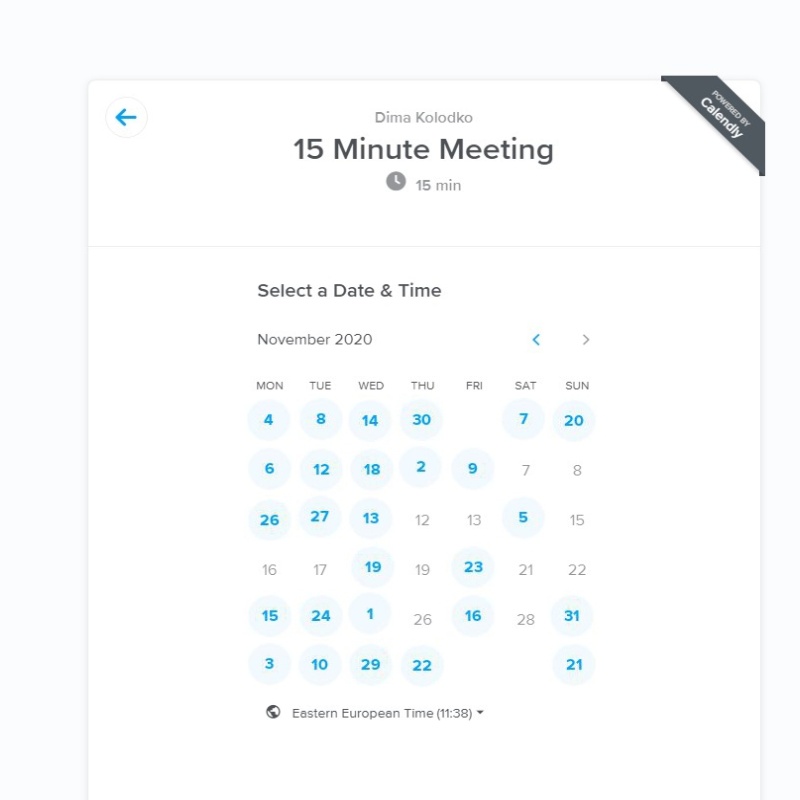 POWERED BY
Calendly
Dima Kolodko
15 Minute Meeting
15 min
Select a Date & Time
November 2020
MON TUE WED THU FRI SAT SUN
4 8 14 30 7 20
6 12 18 2 9 7 8
26 27 13 12 13 5 15
16 17 19 19 23 21 22
15 24 1 26 16 28 31
3 10 29 22 21
Eastern European Time (11:38)